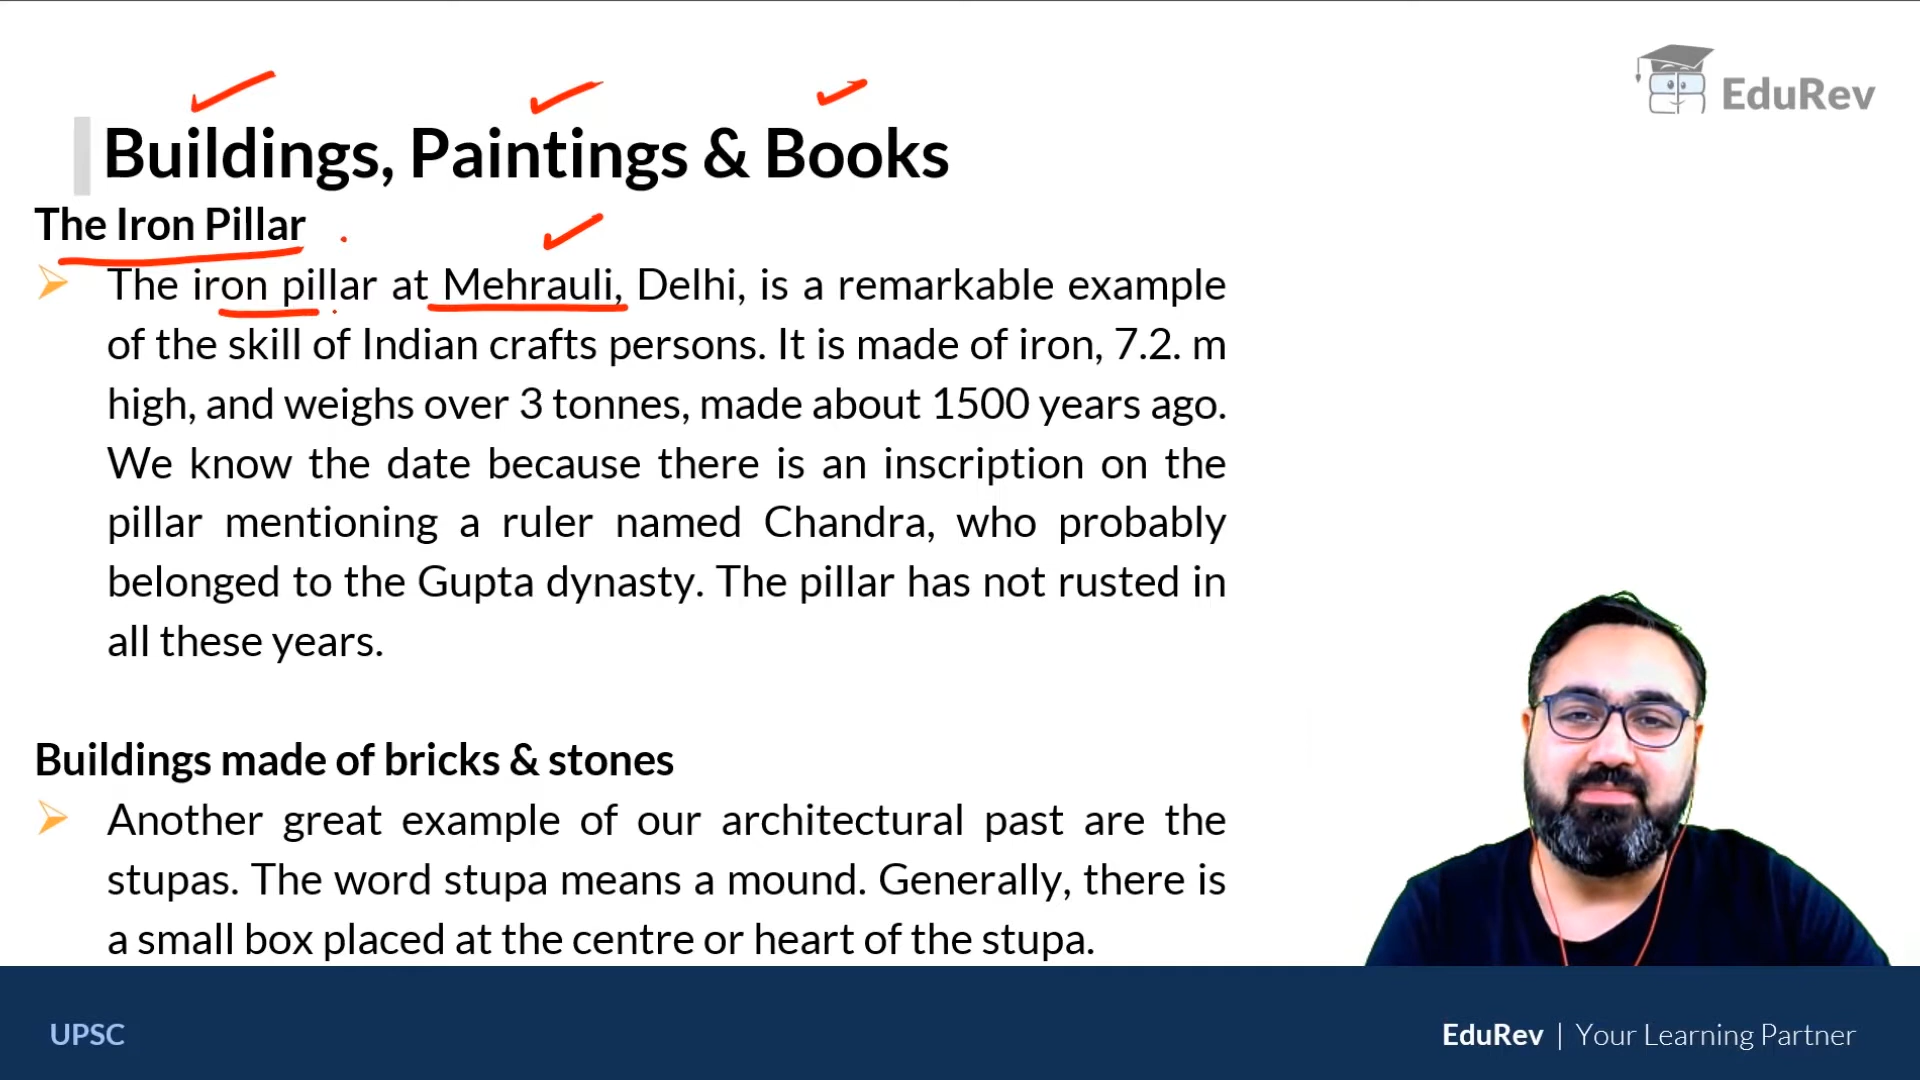 EduRev
Buildings, Paintings & Books
The Iron Pillar
The iron pillar at Mehrauli, Delhi, is a remarkable example
of the skill of Indian crafts persons. It is made of iron, 7.2. m
high, and weighs over 3 tonnes, made about 1500 years ago.
We know the date because there is an inscription on the
pillar mentioning a ruler named Chandra, who probably
belonged to the Gupta dynasty. The pillar has not rusted in
all these years.
Buildings made of bricks & stones
Another great example of our architectural past are the
stupas. The word stupa means a mound. Generally, there is
a small box placed at the centre or heart of the stupa.
UPSC
EduRev | Your Learning Partner